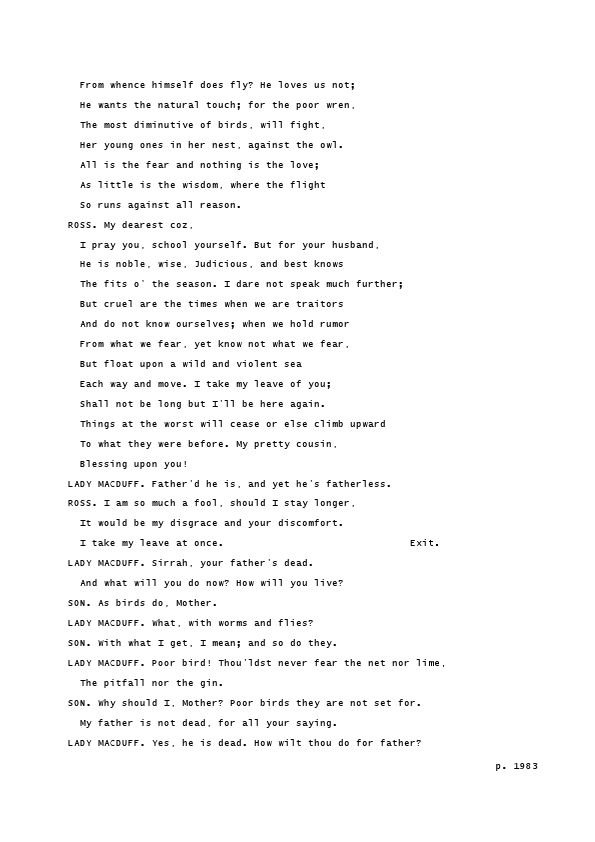 From whence himself does fly? He loves us not;
He wants the natural touch; for the poor wren,
The most diminutive of birds, will fight,
Her young ones in her nest, against the owl.
All is the fear and nothing is the love;
As little is the wisdom, where the flight
So runs against all reason.
ROSS. My dearest coz,
I pray you, school yourself. But for your husband,
He is noble, wise, Judicious, and best knows
The fits o' the season. I dare not speak much further;
But cruel are the times when we are traitors
And do not know ourselves; when we hold rumor
From what we fear, yet know not what we fear,
But float upon a wild and violent sea
Each way and move. I take my leave of you;
Shall not be long but I'll be here again.
Things at the worst will cease or else climb upward
To what they were before. My pretty cousin,
Blessing upon you!
LADY MACDUFF. Father'd he is, and yet he's fatherless.
ROSS. I am so much a fool, should I stay longer,
It would be my disgrace and your discomfort.
I take my leave at once. Exit.
LADY MACDUFF. Sirrah, your father's dead.
And what will you do now? How will you live?
SON. As birds do, Mother.
LADY MACDUFF. What, with worms and flies?
SON. With what I get, I mean; and so do they.
LADY MACDUFF. Poor bird! Thou'ldst never fear the net nor lime,
The pitfall nor the gin.
SON. Why should I, Mother? Poor birds they are not set for.
My father is not dead, for all your saying.
LADY MACDUFF. Yes, he is dead. How wilt thou do for father?
p. 1983